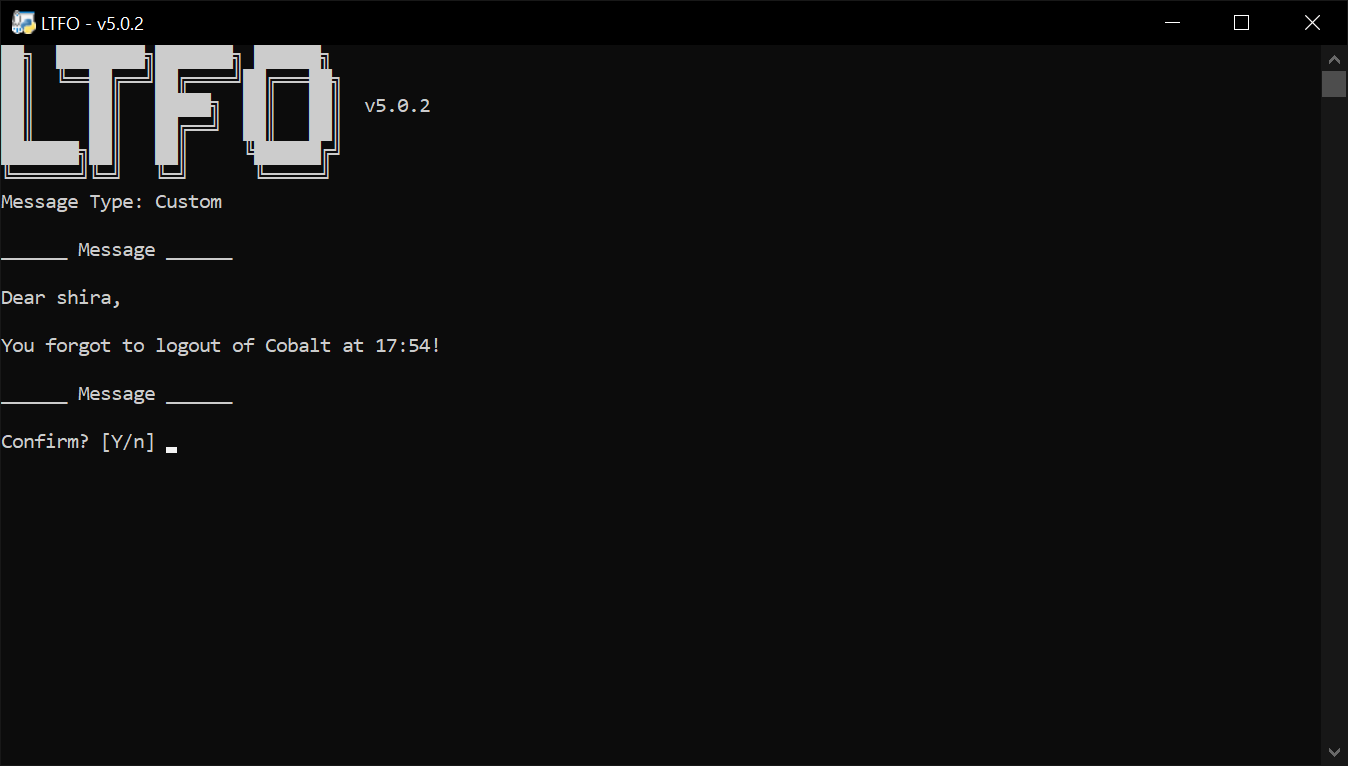 LTFO - v5.0.2
LTFO
v5.0.2
Message Type: Custom
______ Message ______
Dear shira,
You forgot to logout of Cobalt at 17:54!
______ Message ______
Confirm? [Y/n]